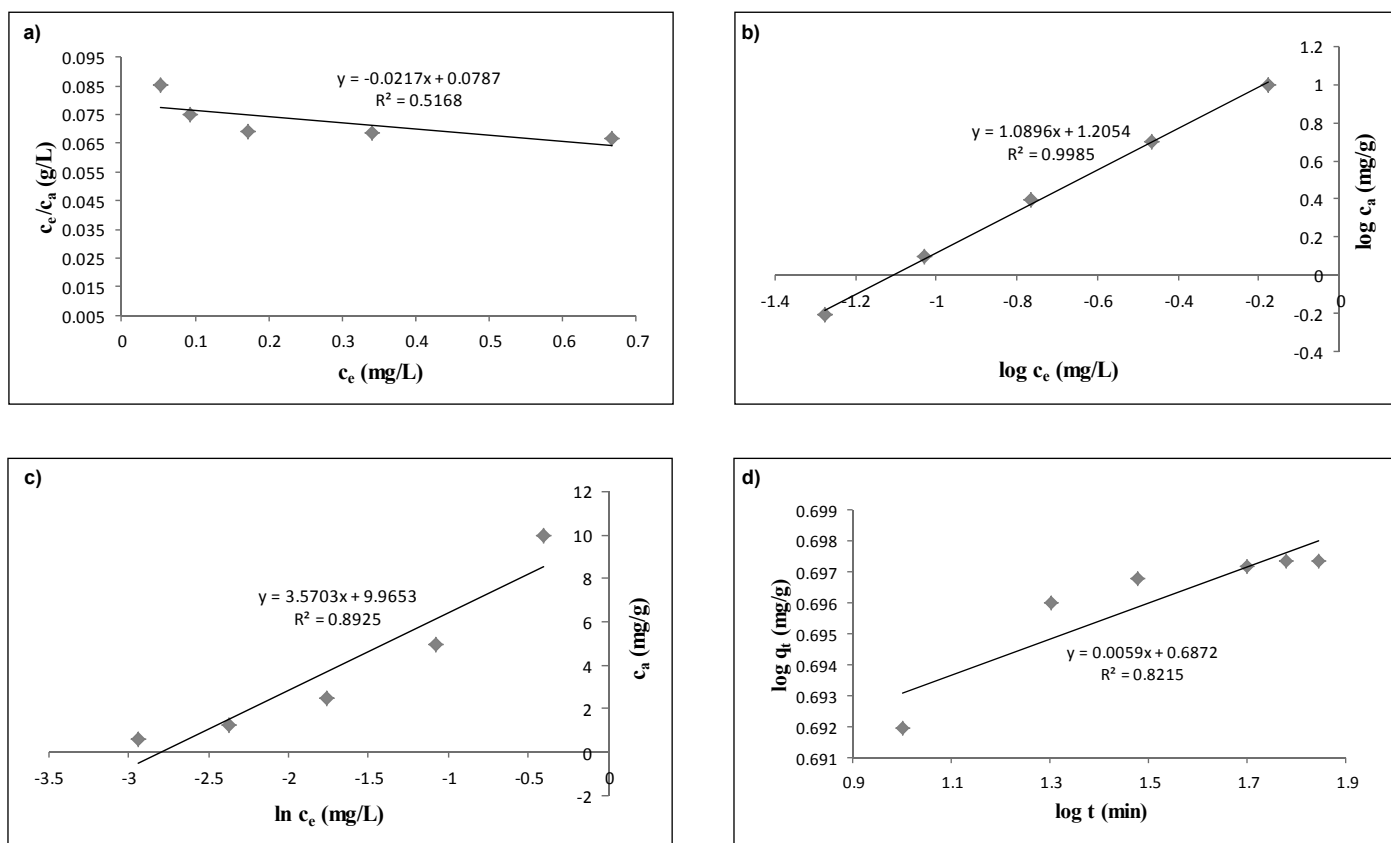 a)
0.095
0.085
0.075
0.065
0.055
0.045
0.035
0.025
0.015
0.005
cₑ/cₐ (g/L)
y = -0.0217x + 0.0787
R² = 0.5168
0 0.1 0.2 0.3 0.4 0.5 0.6 0.7
cₑ (mg/L)
b)
1.2
1
0.8
0.6
0.4
0.2
0
-0.2
-0.4
log cₐ (mg/g)
y = 1.0896x + 1.2054
R² = 0.9985
-1.4 -1.2 -1 -0.8 -0.6 -0.4 -0.2 0
log cₑ (mg/L)
c)
12
10
8
6
4
2
0
-2
cₐ (mg/g)
y = 3.5703x + 9.9653
R² = 0.8925
-3.5 -3 -2.5 -2 -1.5 -1 -0.5 0
ln cₑ (mg/L)
d)
0.699
0.698
0.697
0.696
0.695
0.694
0.693
0.692
0.691
log qₜ (mg/g)
y = 0.0059x + 0.6872
R² = 0.8215
0.9 1.1 1.3 1.5 1.7 1.9
log t (min)